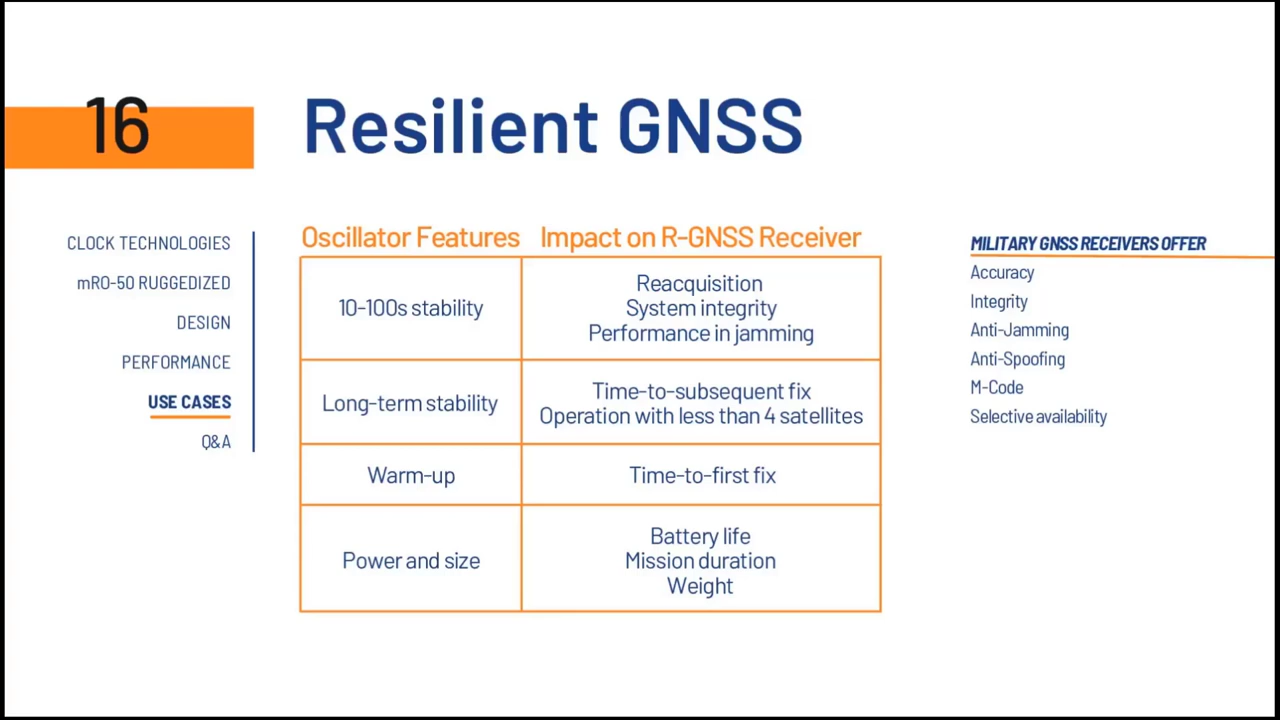 16
Resilient GNSS
CLOCK TECHNOLOGIES
mRO-50 RUGGEDIZED
DESIGN
PERFORMANCE
USE CASES
Q&A
Oscillator Features
Impact on R-GNSS Receiver
10-100s stability
Reacquisition
System integrity
Performance in jamming
Long-term stability
Time-to-subsequent fix
Operation with less than 4 satellites
Warm-up
Time-to-first fix
Power and size
Battery life
Mission duration
Weight
MILITARY GNSS RECEIVERS OFFER
Accuracy
Integrity
Anti-Jamming
Anti-Spoofing
M-Code
Selective availability